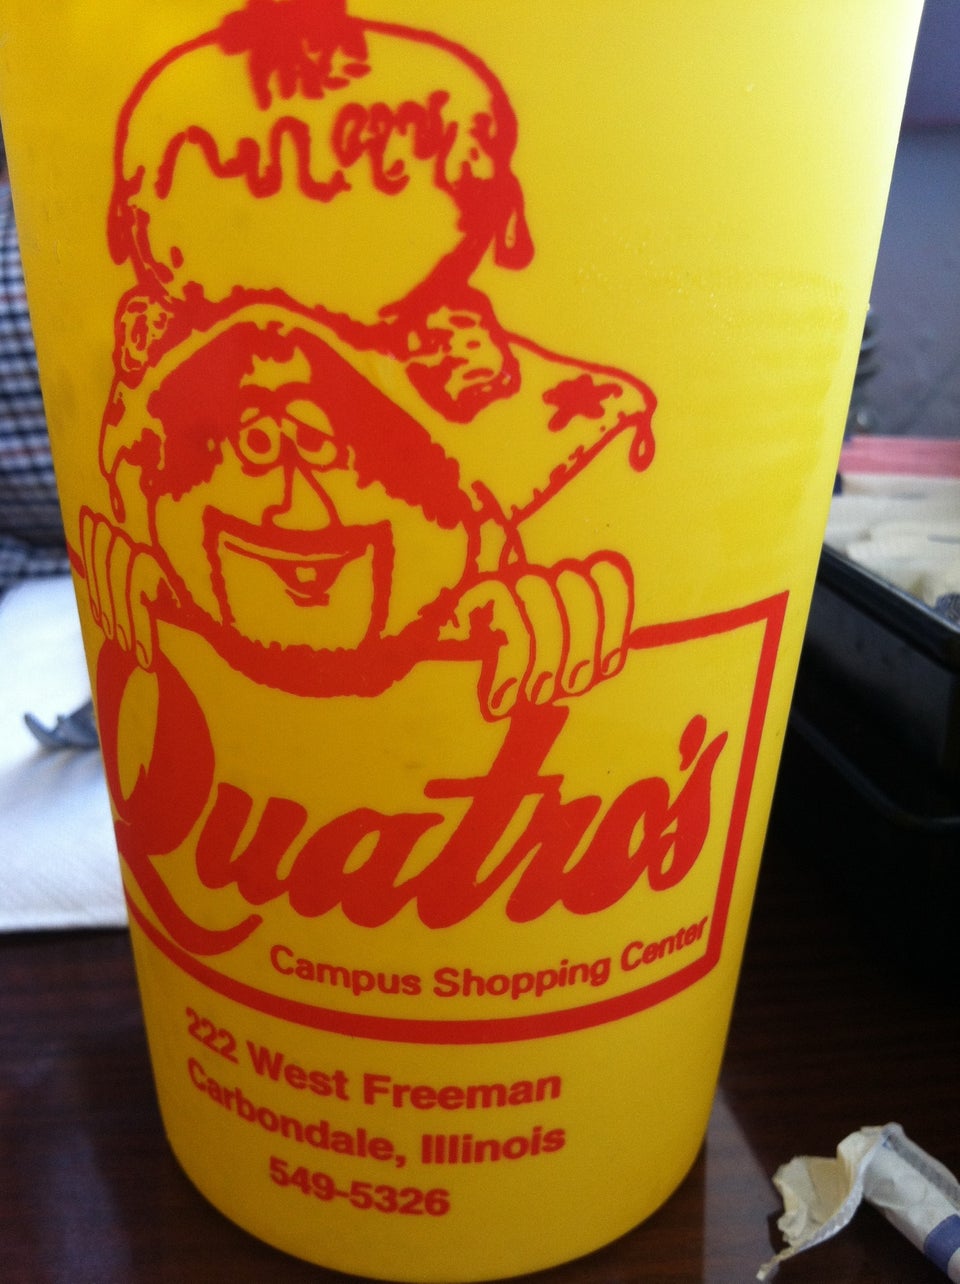 Quatro's
Campus Shopping Center
222 West Freeman
Carbondale, Illinois
549-5326